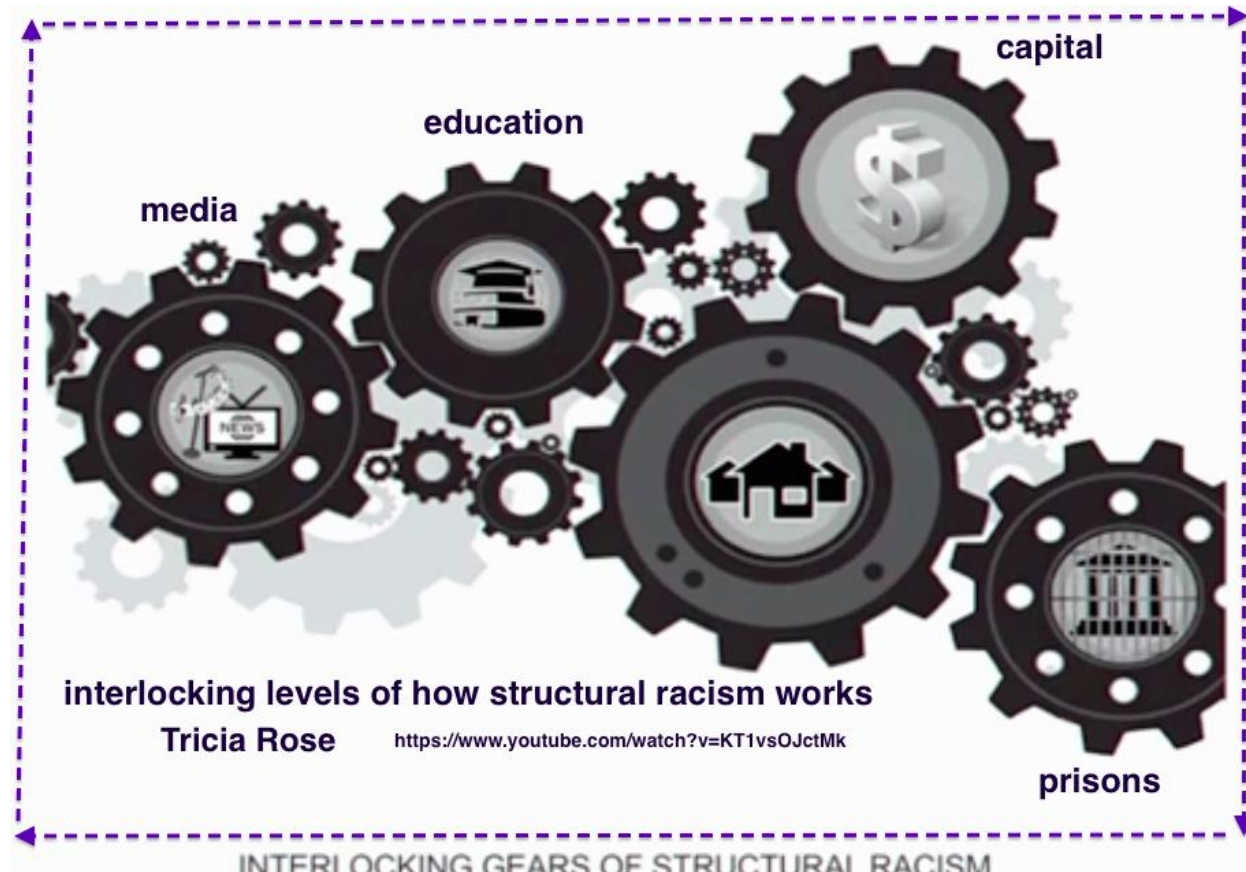 capital
education
media
NEWS
interlocking levels of how structural racism works
Tricia Rose https://www.youtube.com/watch?v=KT1vsOJctMk
prisons
INTERLOCKING GEARS OF STRUCTURAL RACISM